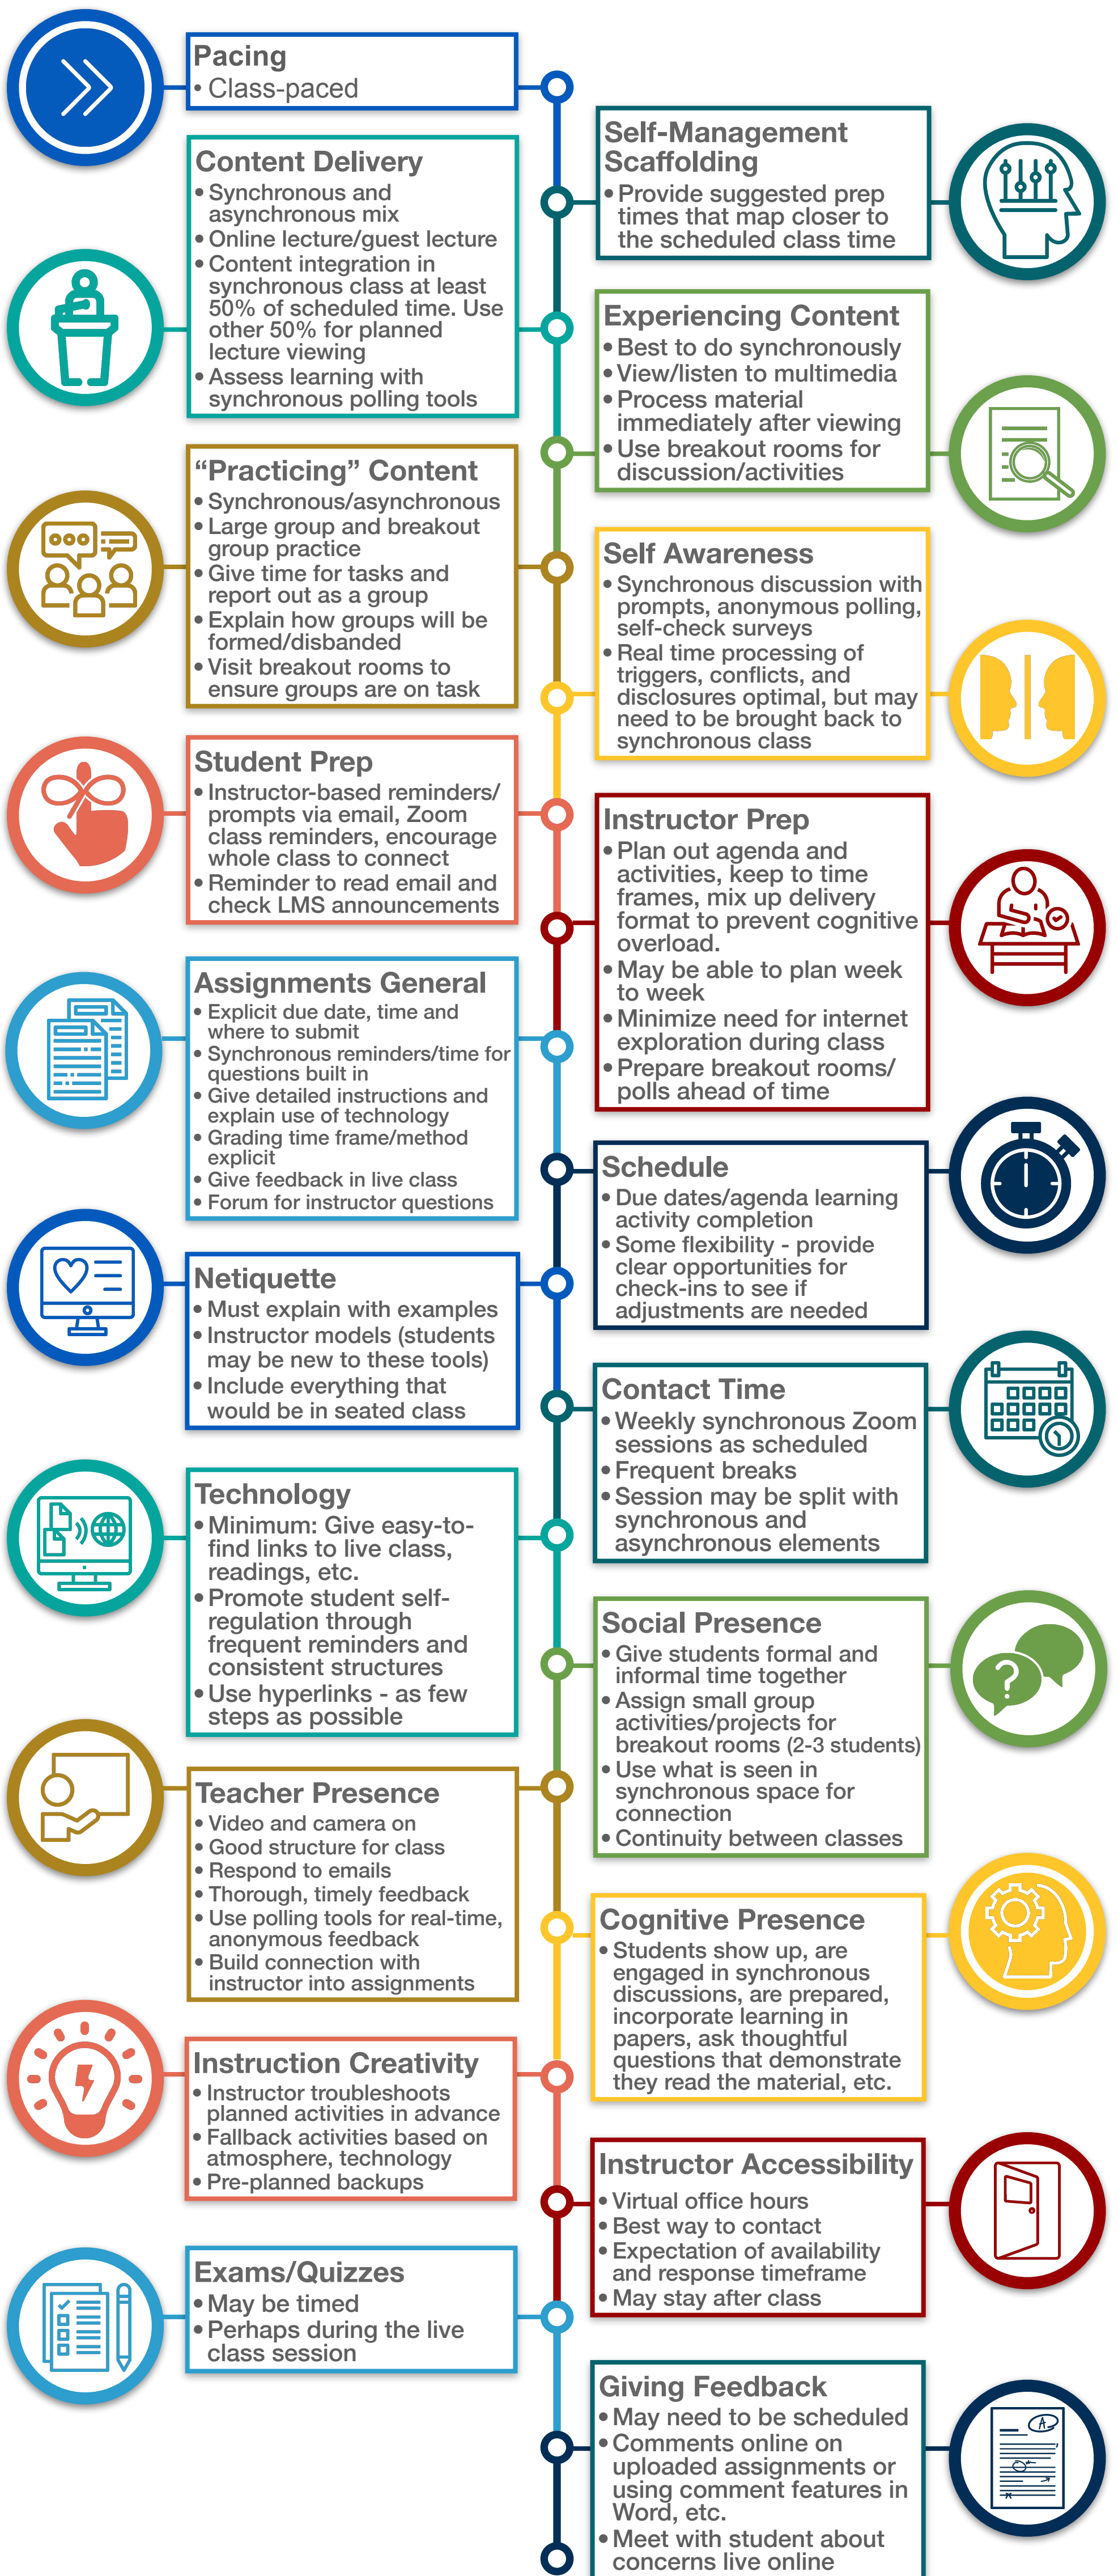 Pacing
• Class-paced
Self-Management
Scaffolding
• Provide suggested prep
times that map closer to
the scheduled class time
Content Delivery
• Synchronous and
asynchronous mix
• Online lecture/guest lecture
• Content integration in
synchronous class at least
50% of scheduled time. Use
other 50% for planned
lecture viewing
• Assess learning with
synchronous polling tools
Experiencing Content
• Best to do synchronously
• View/listen to multimedia
• Process material
immediately after viewing
• Use breakout rooms for
discussion/activities
“Practicing” Content
• Synchronous/asynchronous
• Large group and breakout
group practice
• Give time for tasks and
report out as a group
• Explain how groups will be
formed/disbanded
• Visit breakout rooms to
ensure groups are on task
Self Awareness
• Synchronous discussion with
prompts, anonymous polling,
self-check surveys
• Real time processing of
triggers, conflicts, and
disclosures optimal, but may
need to be brought back to
synchronous class
Student Prep
• Instructor-based reminders/
prompts via email, Zoom
class reminders, encourage
whole class to connect
• Reminder to read email and
check LMS announcements
Instructor Prep
• Plan out agenda and
activities, keep to time
frames, mix up delivery
format to prevent cognitive
overload.
• May be able to plan week
to week
• Minimize need for internet
exploration during class
• Prepare breakout rooms/
polls ahead of time
Assignments General
• Explicit due date, time and
where to submit
• Synchronous reminders/time for
questions built in
• Give detailed instructions and
explain use of technology
• Grading time frame/method
explicit
• Give feedback in live class
• Forum for instructor questions
Schedule
• Due dates/agenda learning
activity completion
• Some flexibility - provide
clear opportunities for
check-ins to see if
adjustments are needed
Netiquette
• Must explain with examples
• Instructor models (students
may be new to these tools)
• Include everything that
would be in seated class
Contact Time
• Weekly synchronous Zoom
sessions as scheduled
• Frequent breaks
• Session may be split with
synchronous and
asynchronous elements
Technology
• Minimum: Give easy-to-
find links to live class,
readings, etc.
• Promote student self-
regulation through
frequent reminders and
consistent structures
• Use hyperlinks - as few
steps as possible
Social Presence
• Give students formal and
informal time together
• Assign small group
activities/projects for
breakout rooms (2-3 students)
• Use what is seen in
synchronous space for
connection
• Continuity between classes
?
Teacher Presence
• Video and camera on
• Good structure for class
• Respond to emails
• Thorough, timely feedback
• Use polling tools for real-time,
anonymous feedback
• Build connection with
instructor into assignments
Cognitive Presence
• Students show up, are
engaged in synchronous
discussions, are prepared,
incorporate learning in
papers, ask thoughtful
questions that demonstrate
they read the material, etc.
Instruction Creativity
• Instructor troubleshoots
planned activities in advance
• Fallback activities based on
atmosphere, technology
• Pre-planned backups
Instructor Accessibility
• Virtual office hours
• Best way to contact
• Expectation of availability
and response timeframe
• May stay after class
Exams/Quizzes
• May be timed
• Perhaps during the live
class session
Giving Feedback
• May need to be scheduled
• Comments online on
uploaded assignments or
using comment features in
Word, etc.
• Meet with student about
concerns live online
A